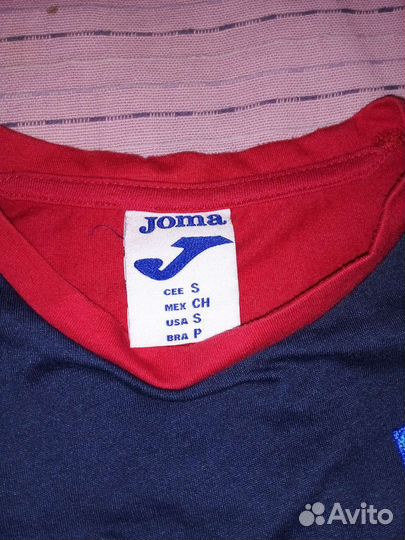 Joma
CEE S
MEX CH
USA S
BRA P
Avito